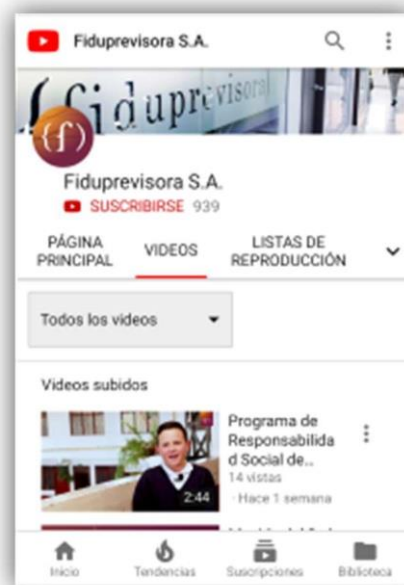 Fiduprevisora S.A.
fiduprevisora
{f}
Fiduprevisora S.A.
SUSCRIBIRSE 939
PÁGINA
PRINCIPAL
VIDEOS
LISTAS DE
REPRODUCCIÓN
Todos los videos
Videos subidos
2:44
Programa de
Responsabilida
d Social de...
14 vistas
· Hace 1 semana
Inicio
Tendencias
Suscripciones
Biblioteca